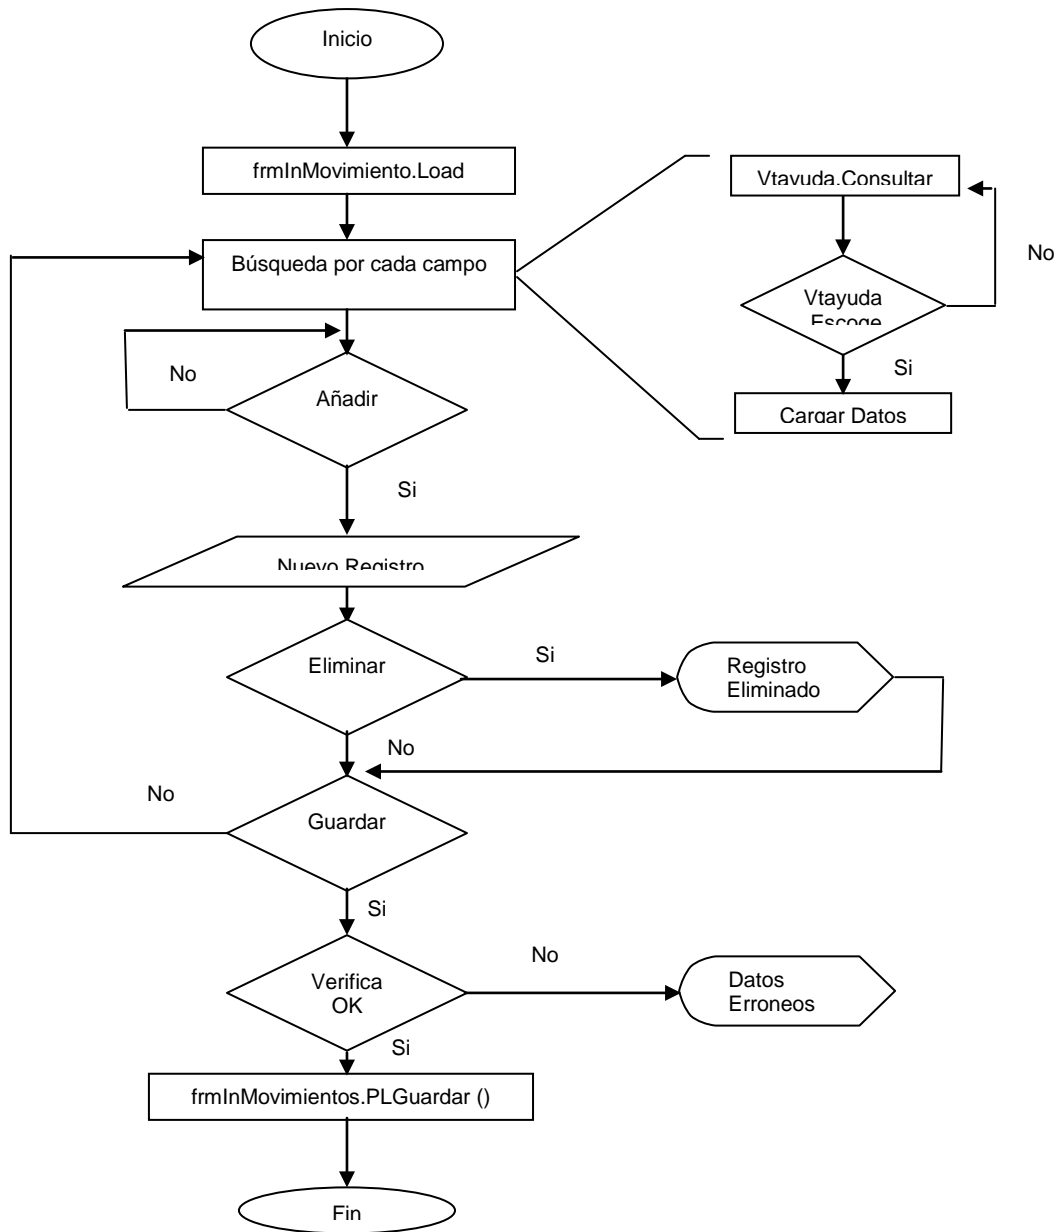 Inicio
frmInMovimiento.Load
Búsqueda por cada campo
Vtayuda.Consultar
No
Vtayuda
Escoge
Si
Cargar Datos
No
Añadir
Si
Nuevo Registro
Eliminar
Si
Registro
Eliminado
No
No
Guardar
Si
Verifica
OK
No
Datos
Erroneos
Si
frmInMovimientos.PLGuardar ()
Fin